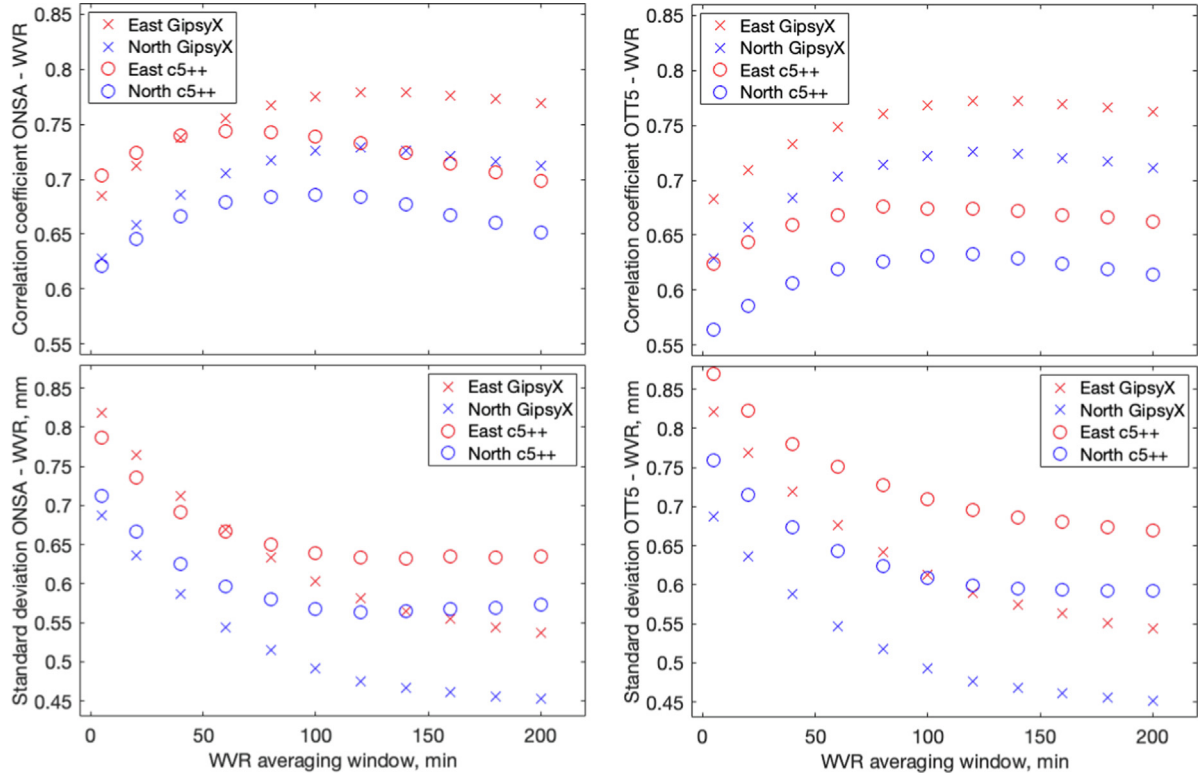 Correlation coefficient ONSA - WVR
0.85
0.8
0.75
0.7
0.65
0.6
0.55
East GipsyX
North GipsyX
East c5++
North c5++
Correlation coefficient OTT5 - WVR
0.85
0.8
0.75
0.7
0.65
0.6
0.55
East GipsyX
North GipsyX
East c5++
North c5++
Standard deviation ONSA - WVR, mm
0.85
0.8
0.75
0.7
0.65
0.6
0.55
0.5
0.45
East GipsyX
North GipsyX
East c5++
North c5++
0
50
100
150
200
WVR averaging window, min
Standard deviation OTT5 - WVR, mm
0.85
0.8
0.75
0.7
0.65
0.6
0.55
0.5
0.45
East GipsyX
North GipsyX
East c5++
North c5++
0
50
100
150
200
WVR averaging window, min